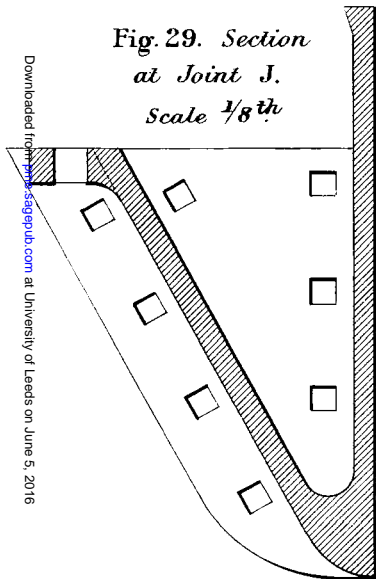 Fig. 29. Section
at Joint J.
Scale 1/8th
Downloaded from pme.sagepub.com at University of Leeds on June 5, 2016